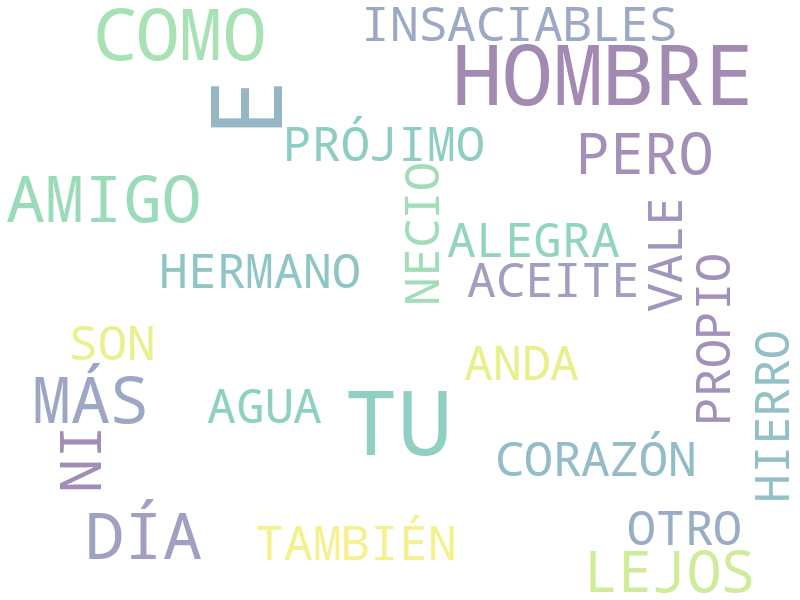 COMO
INSACIABLES
HOMBRE
E
PRÓJIMO
PERO
AMIGO
NECIO
VALE
ALEGRA
HERMANO
ACEITE
PROPIO
SON
ANDA
HIERRO
MÁS
AGUA
TU
NI
CORAZÓN
DÍA
TAMBIÉN
OTRO
LEJOS